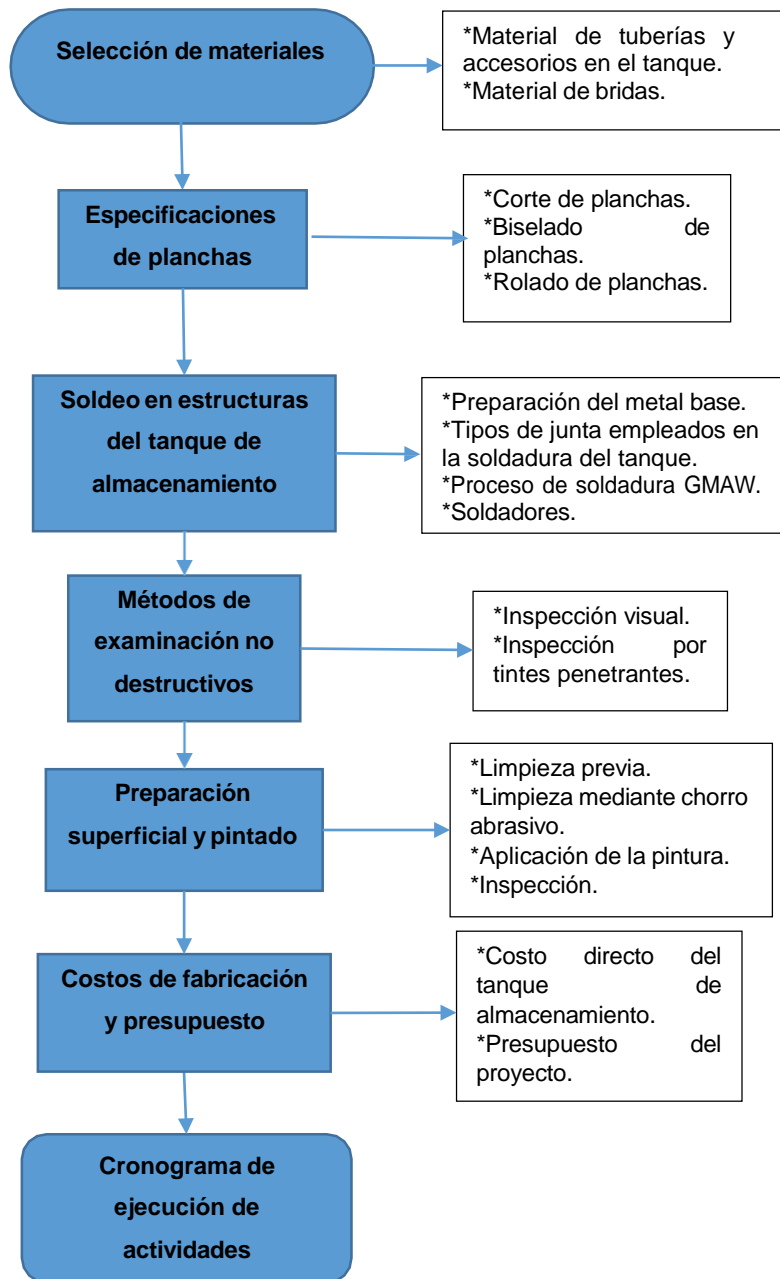 Selección de materiales
*Material de tuberías y
accesorios en el tanque.
*Material de bridas.
Especificaciones
de planchas
*Corte de planchas.
*Biselado de
planchas.
*Rolado de planchas.
Soldeo en estructuras
del tanque de
almacenamiento
*Preparación del metal base.
*Tipos de junta empleados en
la soldadura del tanque.
*Proceso de soldadura GMAW.
*Soldadores.
Métodos de
examinación no
destructivos
*Inspección visual.
*Inspección por
tintes penetrantes.
Preparación
superficial y pintado
*Limpieza previa.
*Limpieza mediante chorro
abrasivo.
*Aplicación de la pintura.
*Inspección.
Costos de fabricación
y presupuesto
*Costo directo del
tanque de
almacenamiento.
*Presupuesto del
proyecto.
Cronograma de
ejecución de
actividades